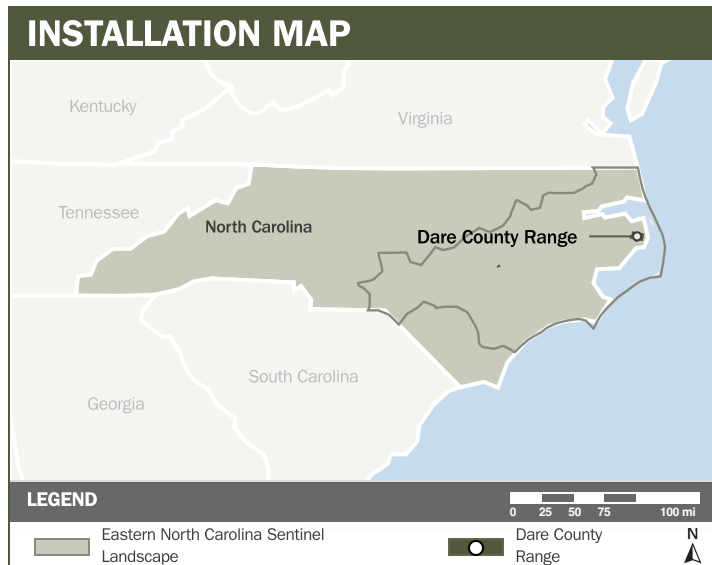 INSTALLATION MAP
Kentucky
Virginia
Tennessee
North Carolina
Dare County Range
South Carolina
Georgia
LEGEND
0 25 50 75 100 mi
Eastern North Carolina Sentinel
Landscape
Dare County
Range
N